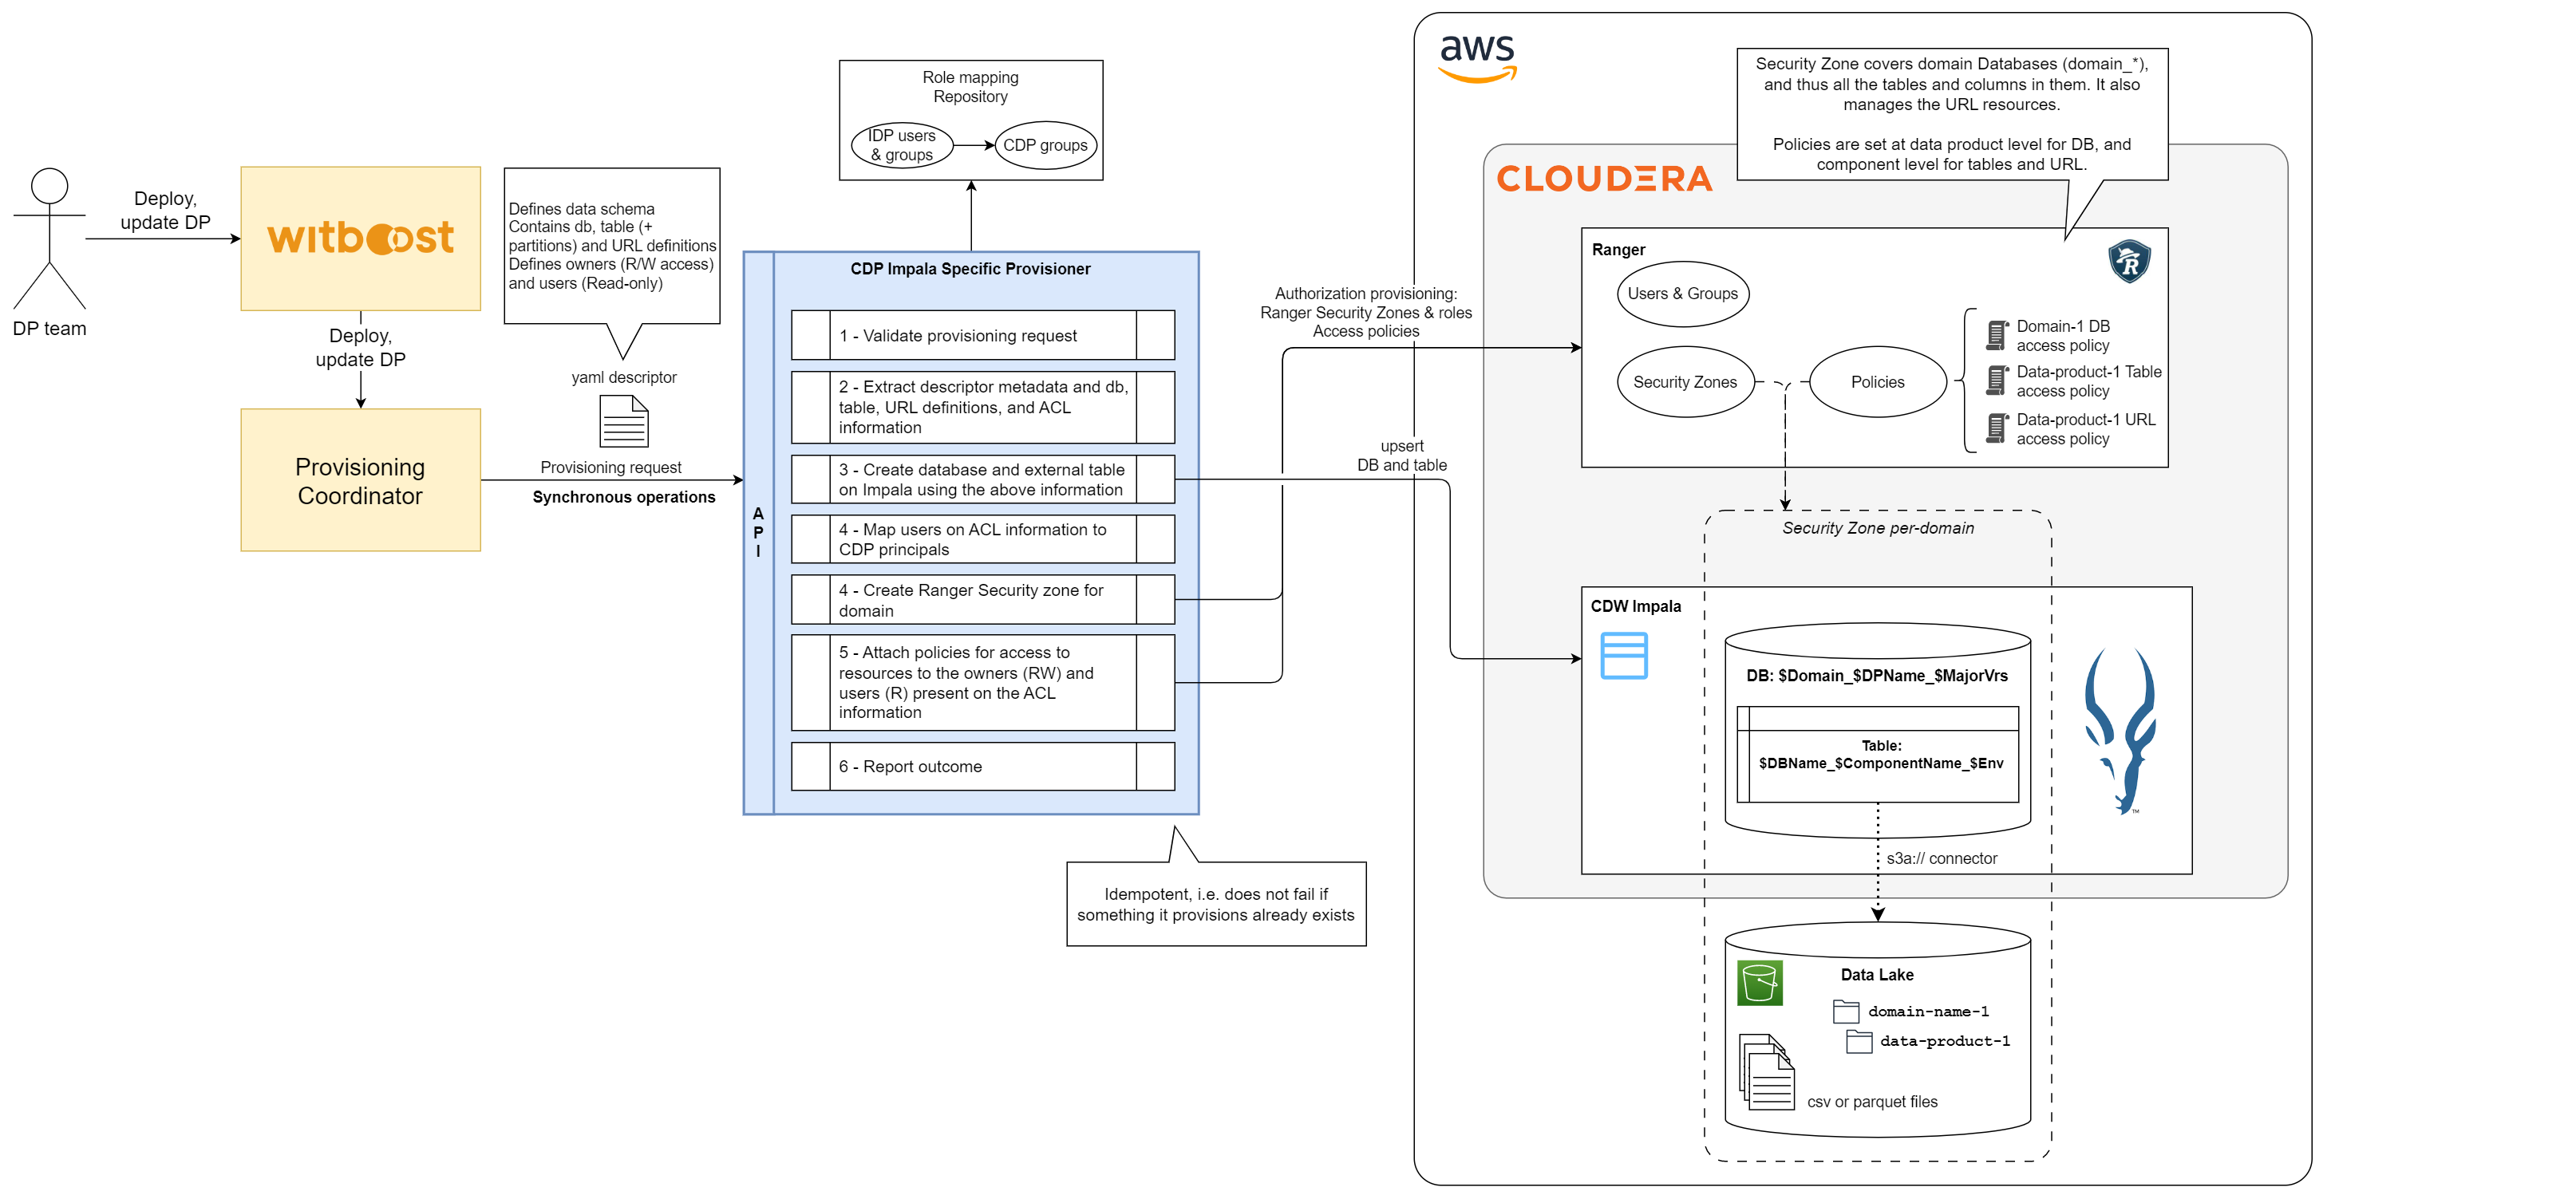 DP team
Deploy,
update DP
witboost
Deploy,
update DP
Provisioning
Coordinator
Defines data schema
Contains db, table (+
partitions) and URL definitions
Defines owners (R/W access)
and users (Read-only)
yaml descriptor
Provisioning request
Synchronous operations
Role mapping
Repository
IDP users
& groups
CDP groups
A
P
I
CDP Impala Specific Provisioner
1 - Validate provisioning request
2 - Extract descriptor metadata and db,
table, URL definitions, and ACL
information
3 - Create database and external table
on Impala using the above information
4 - Map users on ACL information to
CDP principals
4 - Create Ranger Security zone for
domain
5 - Attach policies for access to
resources to the owners (RW) and
users (R) present on the ACL
information
6 - Report outcome
Idempotent, i.e. does not fail if
something it provisions already exists
Authorization provisioning:
Ranger Security Zones & roles
Access policies
upsert
DB and table
aws
CLOUDERA
Security Zone covers domain Databases (domain_*),
and thus all the tables and columns in them. It also
manages the URL resources.
Policies are set at data product level for DB, and
component level for tables and URL.
Ranger
R
Users & Groups
Security Zones
Policies
Domain-1 DB
access policy
Data-product-1 Table
access policy
Data-product-1 URL
access policy
Security Zone per-domain
CDW Impala
DB: $Domain_$DPName_$MajorVrs
Table:
$DBName_$ComponentName_$Env
TM
s3a:// connector
Data Lake
domain-name-1
data-product-1
csv or parquet files